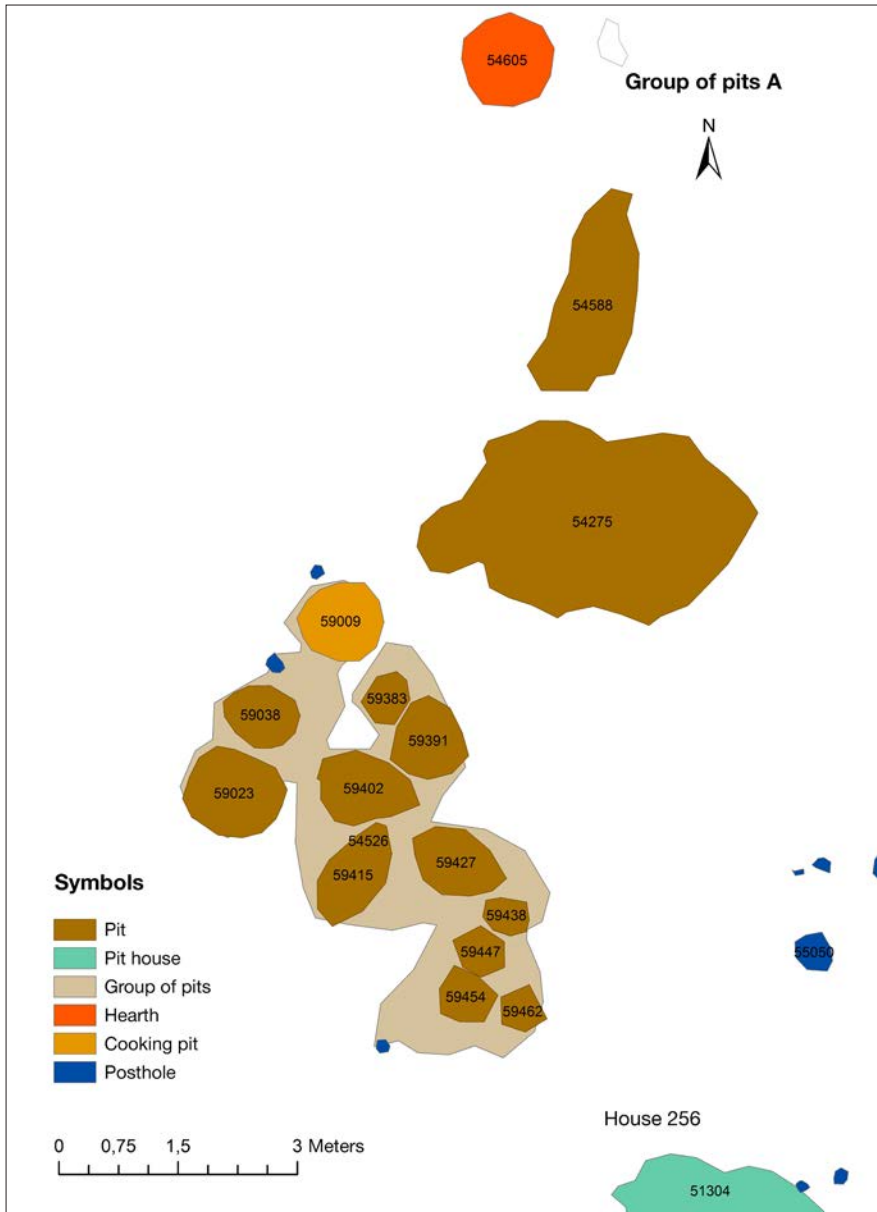 54605
Group of pits A
N
54588
54275
59009
59383
59038
59391
59402
59023
54526
59427
59415
59438
59447
55050
59454
59462
Symbols
Pit
Pit house
Group of pits
Hearth
Cooking pit
Posthole
House 256
0 0,75 1,5 3 Meters
51304